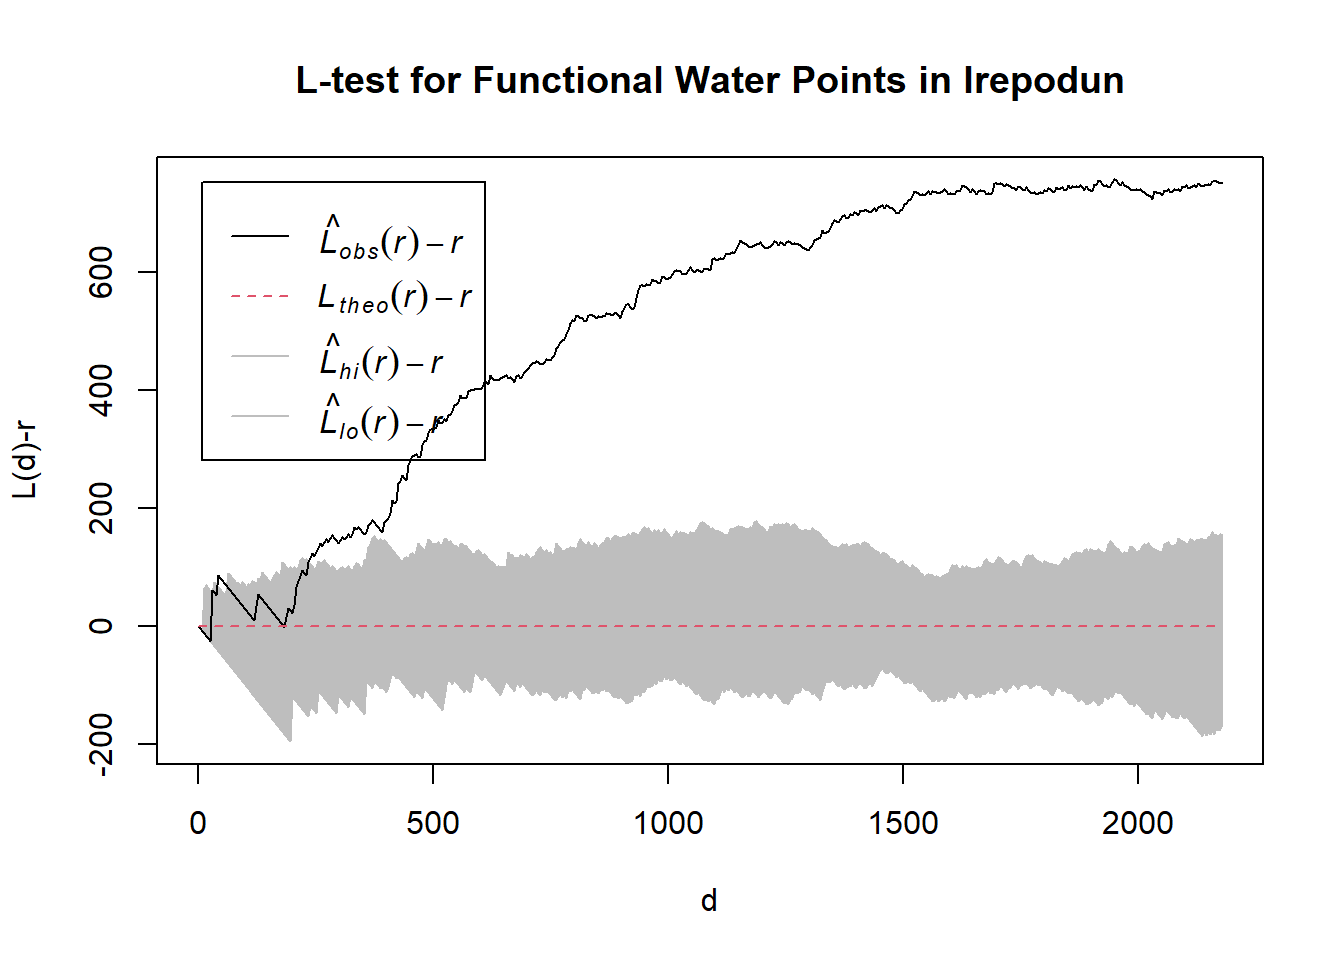 L-test for Functional Water Points in Irepodun
L̂obs(r) − r
Ltheo(r) − r
L̂hi(r) − r
L̂lo(r) − r
L(d)-r
600
400
200
0
-200
0 500 1000 1500 2000
d